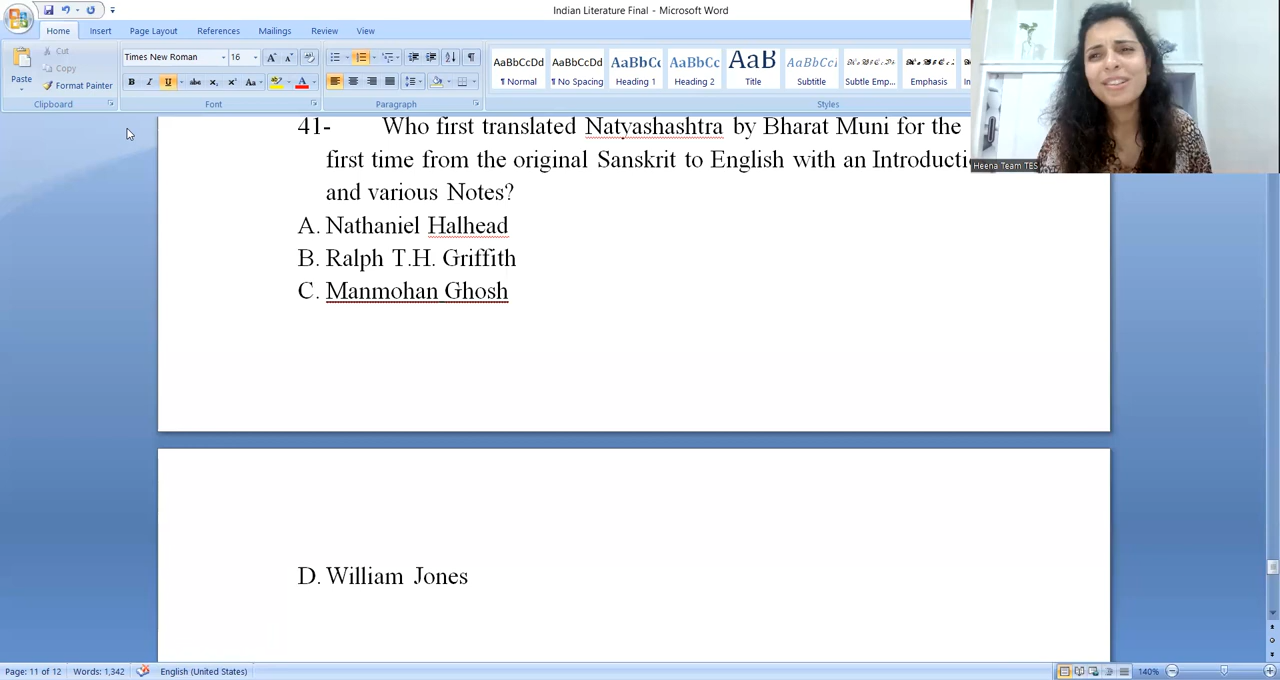 Indian Literature Final - Microsoft Word
Home Insert Page Layout References Mailings Review View
Cut
Copy
Paste
Format Painter
Times New Roman 16
AaBbCcDd AaBbCcDd AaBbCc AaBbCc AaB AaBbCcI
¶ Normal ¶ No Spacing Heading 1 Heading 2 Title Subtitle Subtle Emp... Emphasis
Clipboard Font Paragraph Styles
Heena Team TES
41- Who first translated Natyashashtra by Bharat Muni for the
first time from the original Sanskrit to English with an Introducti
and various Notes?
A. Nathaniel Halhead
B. Ralph T.H. Griffith
C. Manmohan Ghosh
D. William Jones
Page: 11 of 12 Words: 1,342 English (United States) 140%